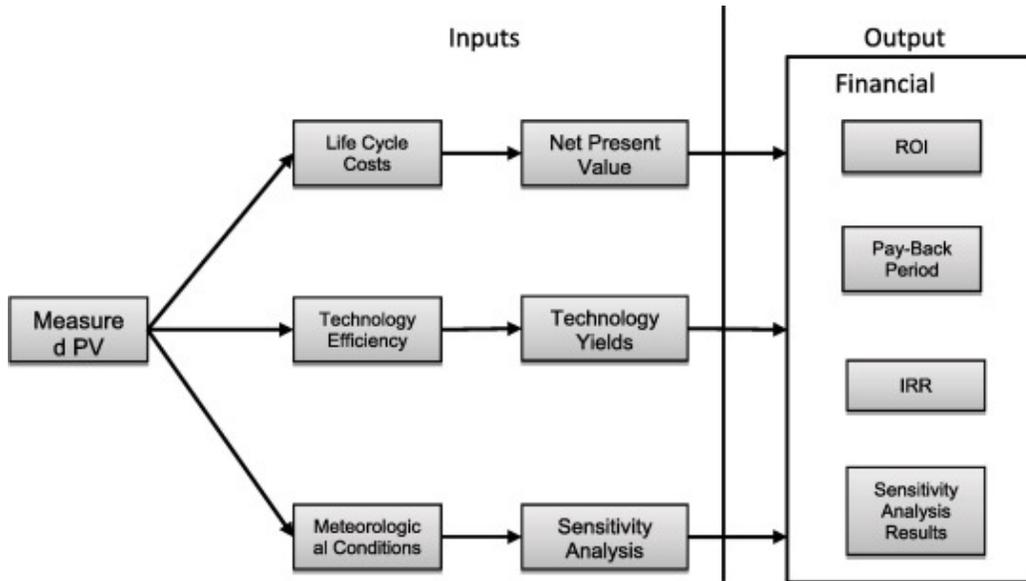 Inputs
Output
Financial
Life Cycle
Costs
Net Present
Value
ROI
Pay-Back
Period
Measure
d PV
Technology
Efficiency
Technology
Yields
IRR
Meteorologic
al Conditions
Sensitivity
Analysis
Sensitivity
Analysis
Results